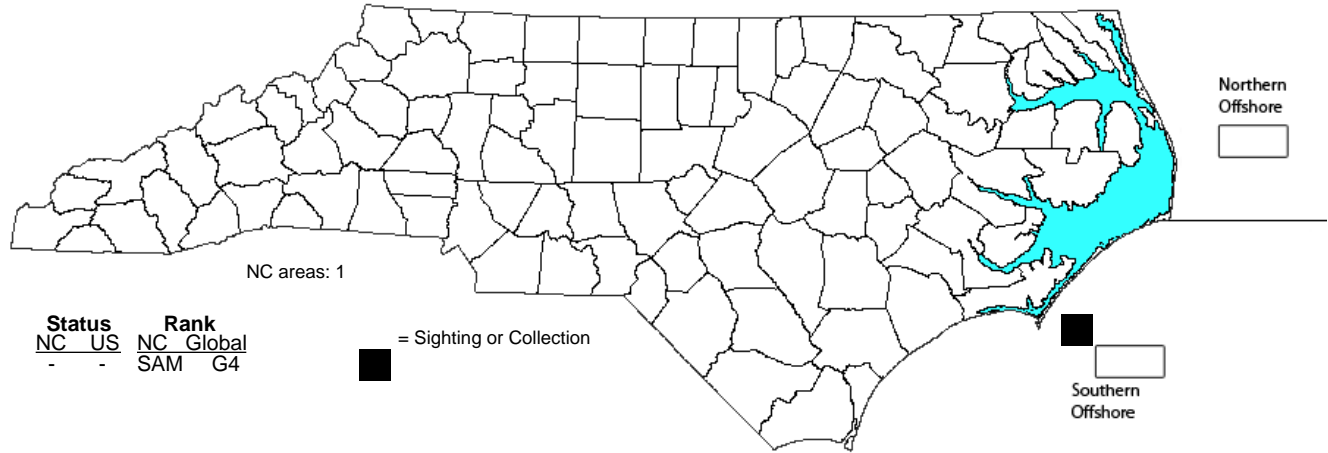 Northern
Offshore
NC areas: 1
Status Rank
NC US NC Global
- - SAM G4
= Sighting or Collection
Southern
Offshore